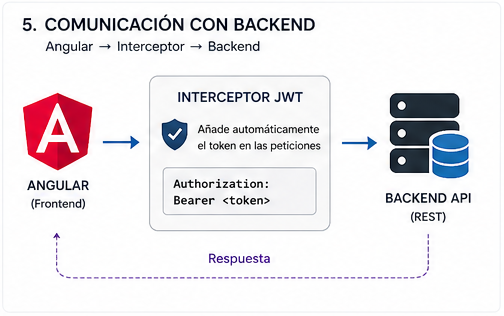 5. COMUNICACIÓN CON BACKEND
Angular → Interceptor → Backend
INTERCEPTOR JWT
Añade automáticamente
el token en las peticiones
Authorization:
Bearer <token>
A
ANGULAR
(Frontend)
BACKEND API
(REST)
Respuesta